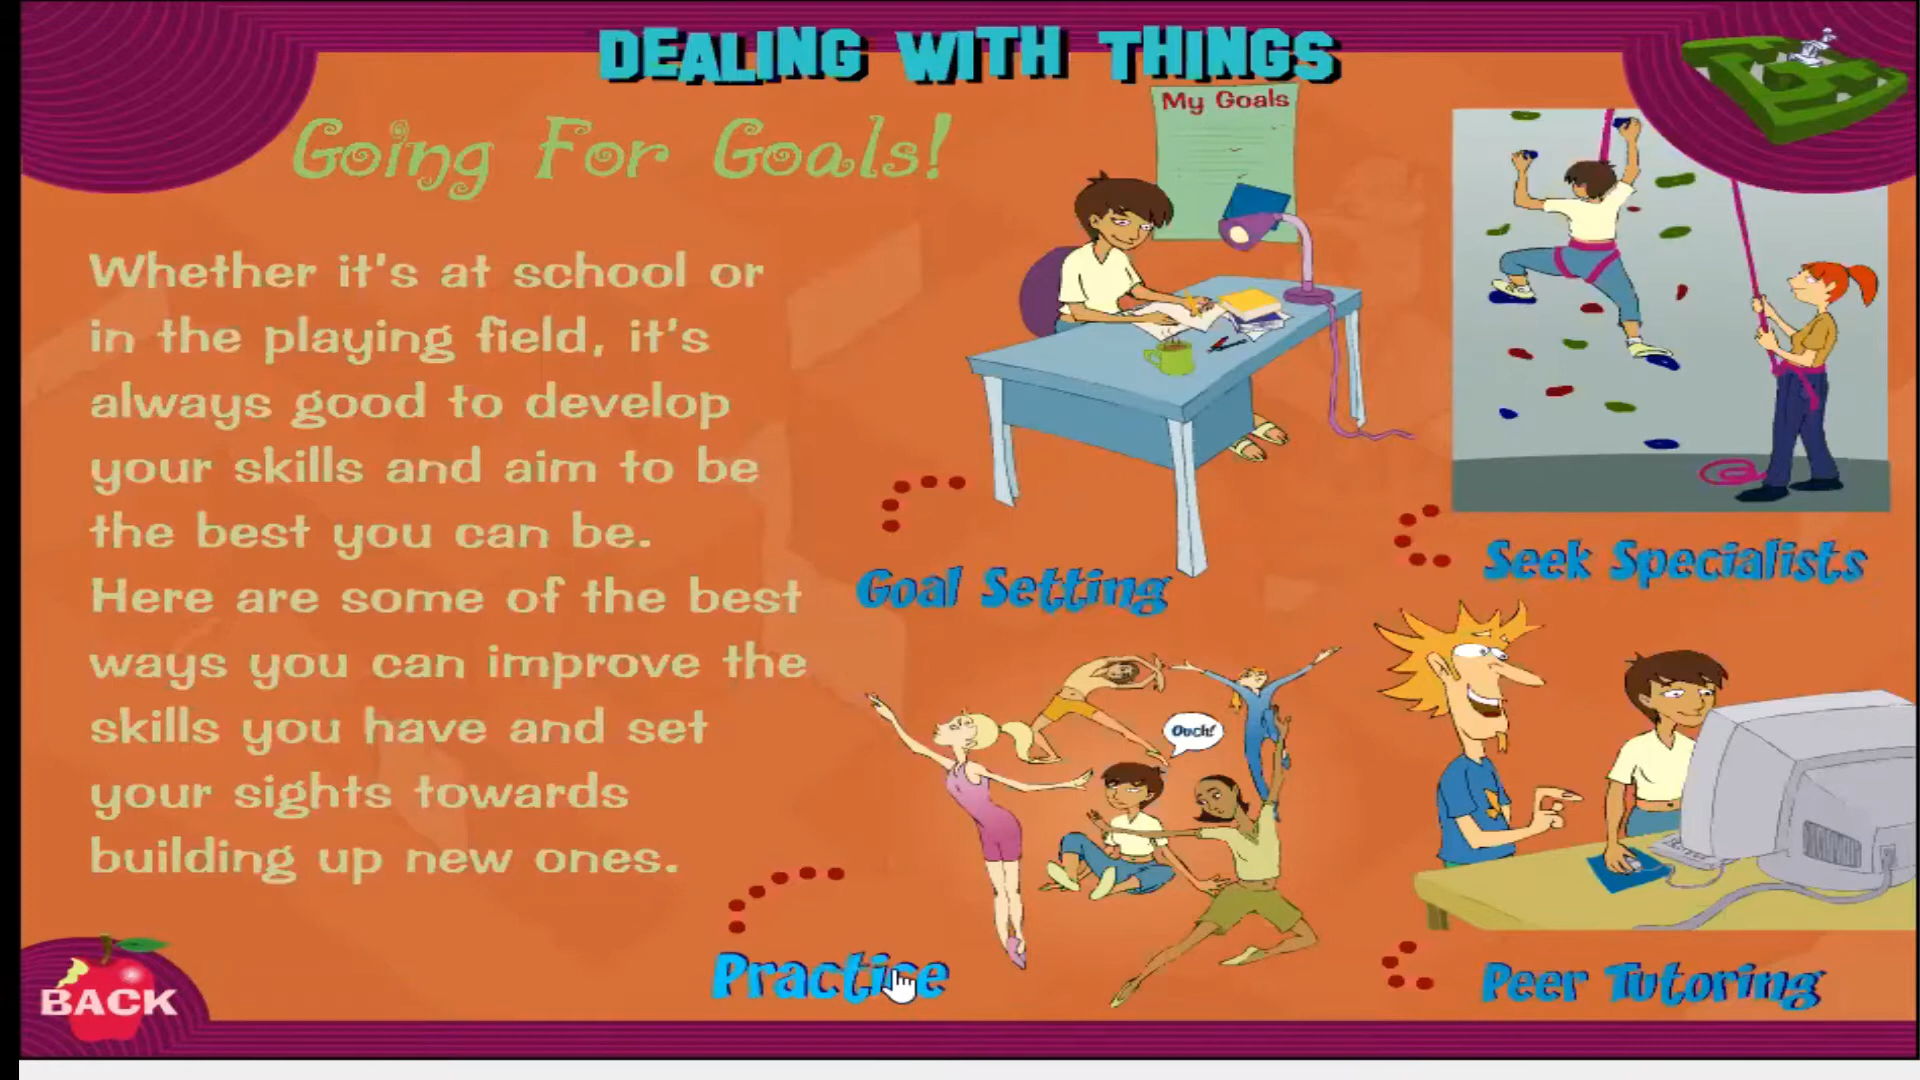 DEALING WITH THINGS
My Goals
Going For Goals!
Whether it's at school or
in the playing field, it's
always good to develop
your skills and aim to be
the best you can be.
Here are some of the best
ways you can improve the
skills you have and set
your sights towards
building up new ones.
Goal Setting
Seek Specialists
Ouch!
Practice
Peer Tutoring
BACK